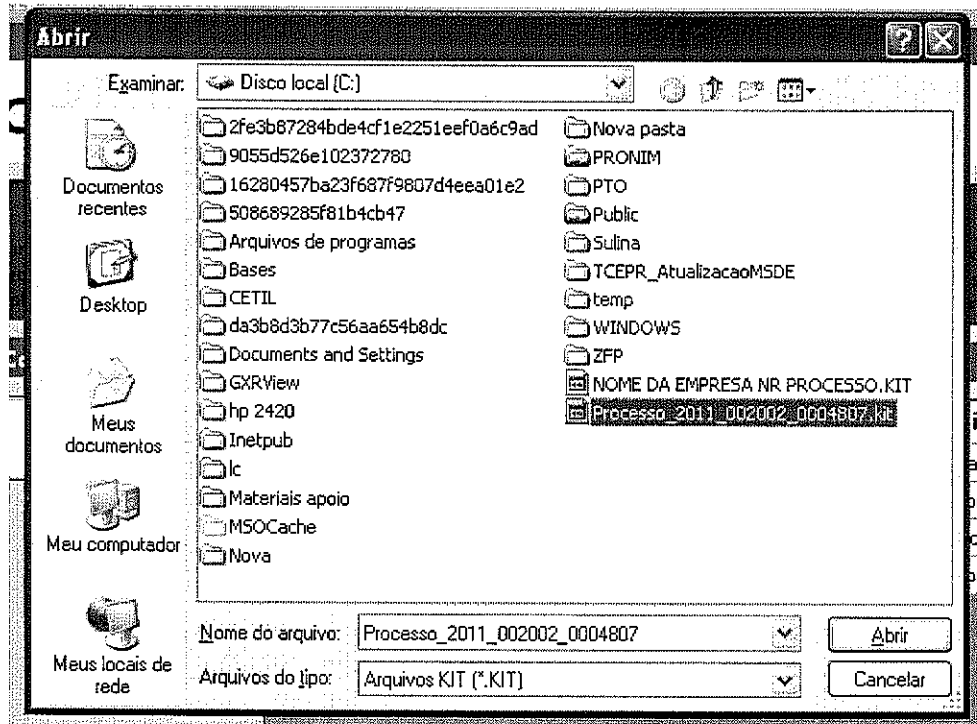 Abrir
Examinar: Disco local (C:)
Documentos recentes
Desktop
Meus documentos
Meu computador
Meus locais de rede
2fe3b87284bde4cf1e2251eef0a6c9ad
9055d526e102372780
16280457ba23f687f9807d4eea01e2
508689285f81b4cb47
Arquivos de programas
Bases
CETIL
da3b8d3b77c56aa654b8dc
Documents and Settings
GXRView
hp 2420
Inetpub
lc
Materiais apoio
MSOCache
Nova
Nova pasta
PRONIM
PTO
Public
Sulina
TCEPR_AtualizacaoMSDE
temp
WINDOWS
ZFP
NOME DA EMPRESA NR PROCESSO.KIT
Processo_2011_002002_0004807.kit
Nome do arquivo: Processo_2011_002002_0004807
Abrir
Arquivos do tipo: Arquivos KIT (*.KIT)
Cancelar